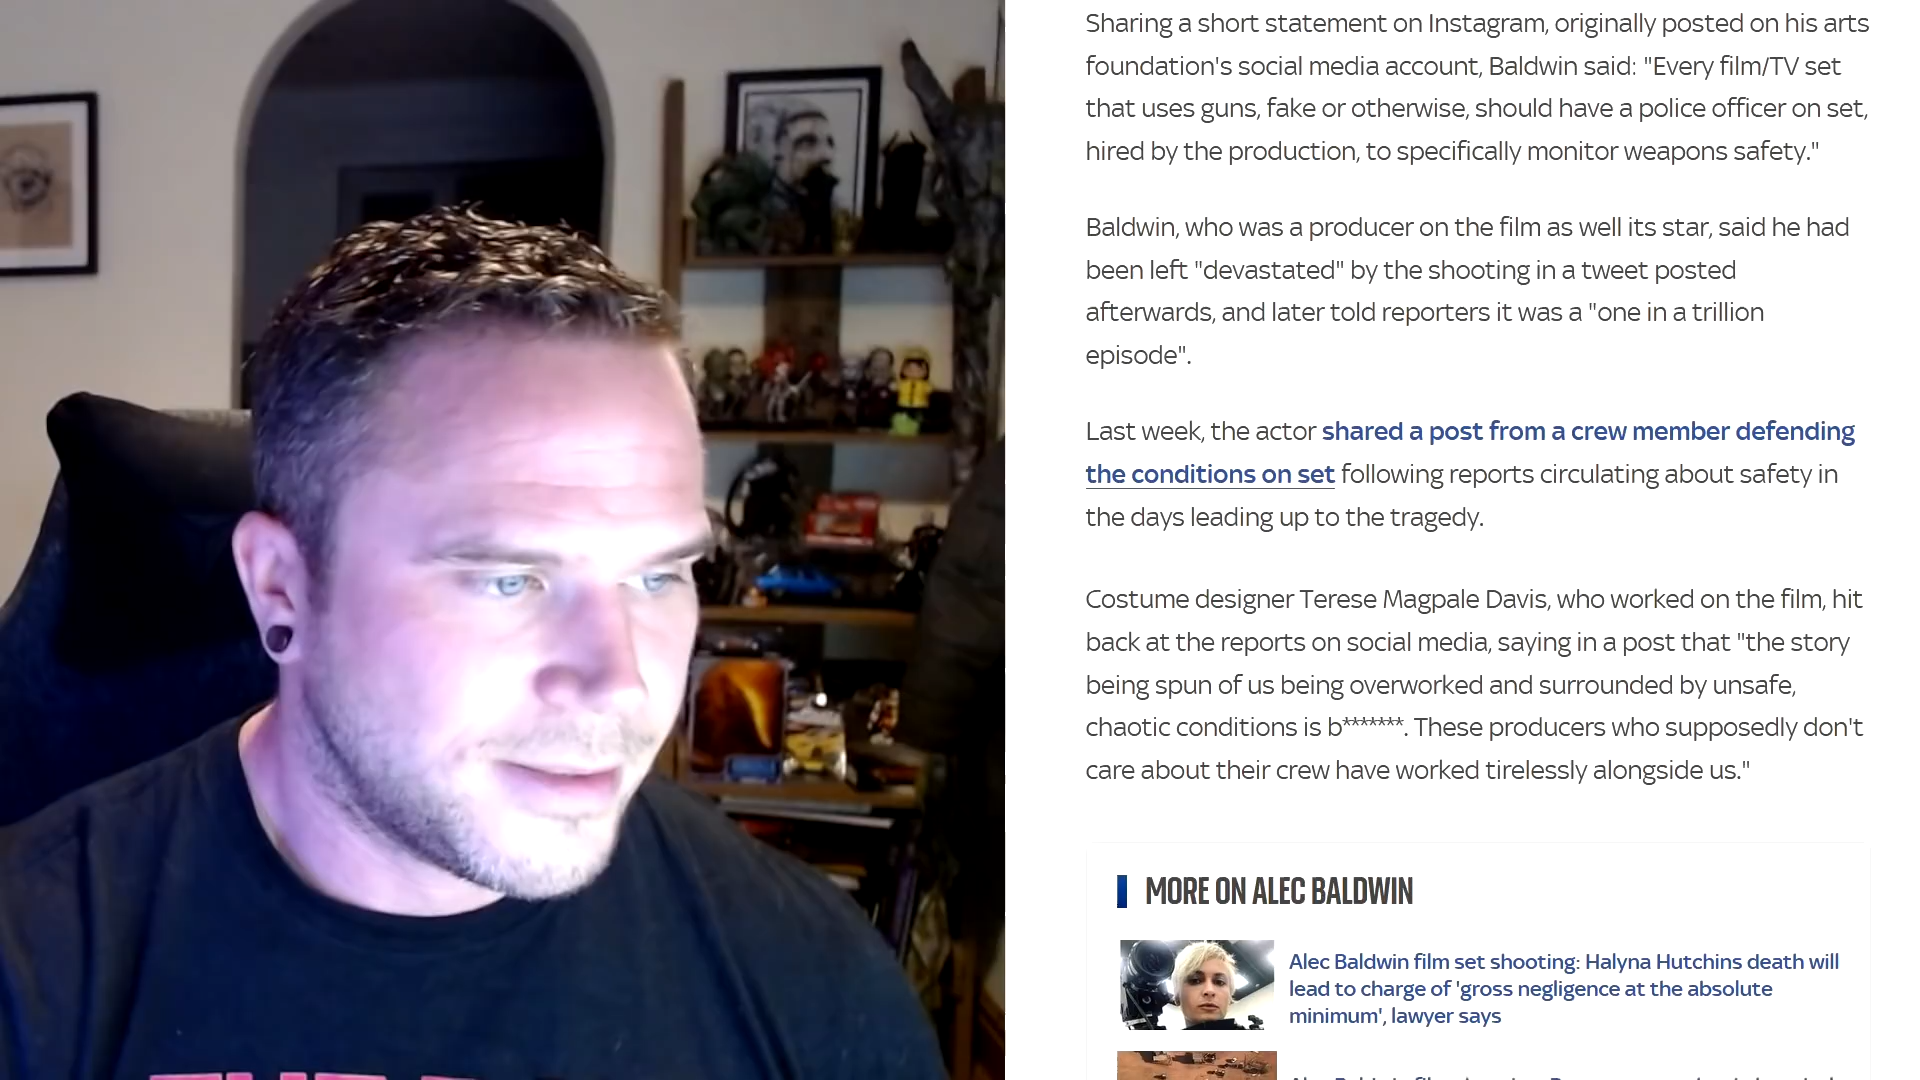 Sharing a short statement on Instagram, originally posted on his arts
foundation's social media account, Baldwin said: "Every film/TV set
that uses guns, fake or otherwise, should have a police officer on set,
hired by the production, to specifically monitor weapons safety."
Baldwin, who was a producer on the film as well its star, said he had
been left "devastated" by the shooting in a tweet posted
afterwards, and later told reporters it was a "one in a trillion
episode".
Last week, the actor shared a post from a crew member defending
the conditions on set following reports circulating about safety in
the days leading up to the tragedy.
Costume designer Terese Magpale Davis, who worked on the film, hit
back at the reports on social media, saying in a post that "the story
being spun of us being overworked and surrounded by unsafe,
chaotic conditions is b*******. These producers who supposedly don't
care about their crew have worked tirelessly alongside us."
MORE ON ALEC BALDWIN
Alec Baldwin film set shooting: Halyna Hutchins death will
lead to charge of 'gross negligence at the absolute
minimum', lawyer says